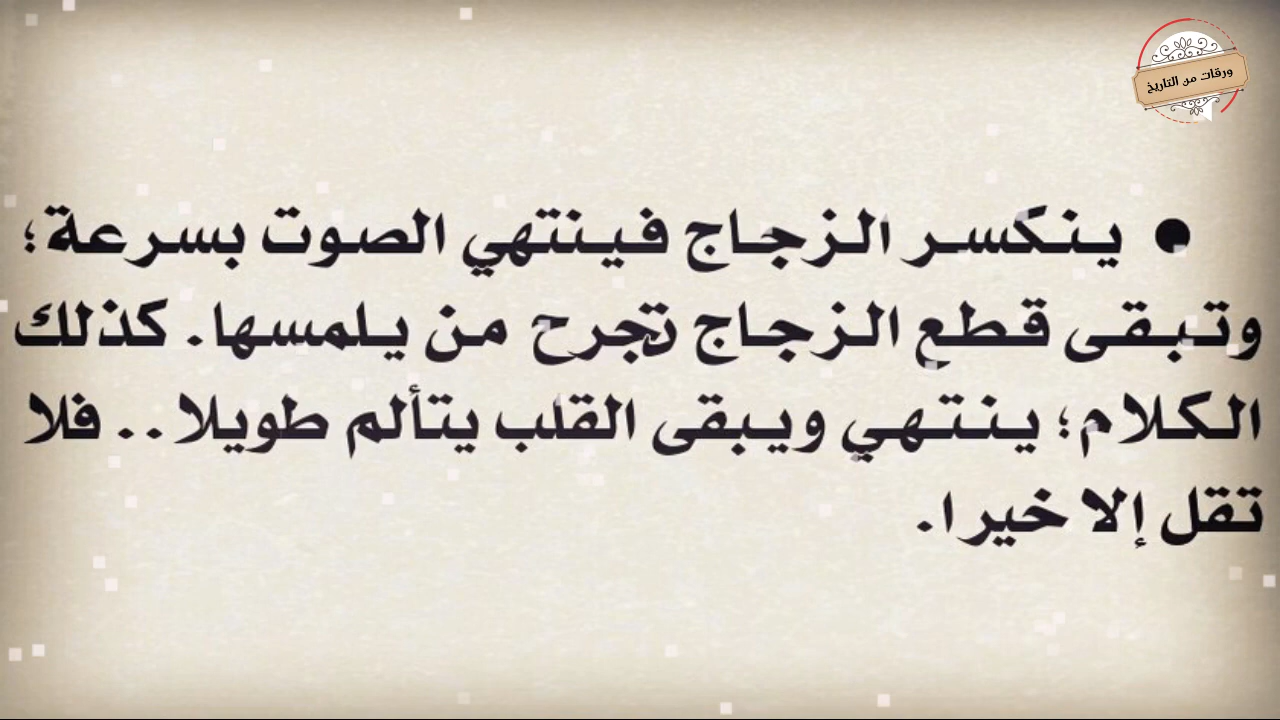 ورقات من التاريخ
● ينكسر الزجاج فينتهي الصوت بسرعة؛
وتبقى قطع الزجاج تجرح من يلمسها. كذلك
الكلام؛ ينتهي ويبقى القلب يتألم طويلا.. فلا
تقل إلا خيرا.